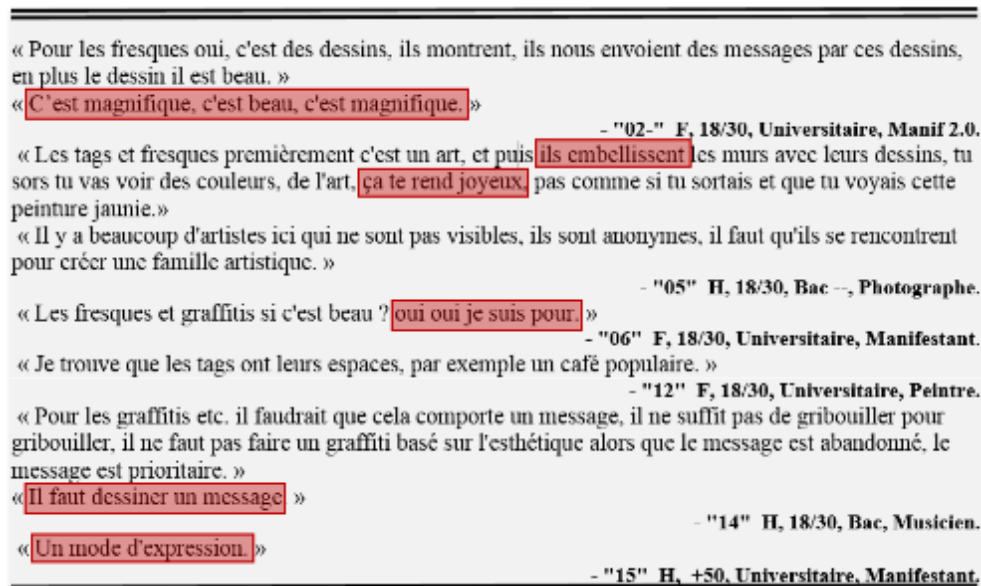 « Pour les fresques oui, c'est des dessins, ils montrent, ils nous envoient des messages par ces dessins,
en plus le dessin il est beau. »
« C'est magnifique, c'est beau, c'est magnifique. »
- "02-" F, 18/30, Universitaire, Manif 2.0.
« Les tags et fresques premièrement c'est un art, et puis ils embellissent les murs avec leurs dessins, tu
sors tu vas voir des couleurs, de l'art, ça te rend joyeux, pas comme si tu sortais et que tu voyais cette
peinture jaunie.»
« Il y a beaucoup d'artistes ici qui ne sont pas visibles, ils sont anonymes, il faut qu'ils se rencontrent
pour créer une famille artistique. »
- "05" H, 18/30, Bac --, Photographe.
« Les fresques et graffitis si c'est beau ? oui oui je suis pour. »
- "06" F, 18/30, Universitaire, Manifestant.
« Je trouve que les tags ont leurs espaces, par exemple un café populaire. »
- "12" F, 18/30, Universitaire, Peintre.
« Pour les graffitis etc. il faudrait que cela comporte un message, il ne suffit pas de gribouiller pour
gribouiller, il ne faut pas faire un graffiti basé sur l'esthétique alors que le message est abandonné, le
message est prioritaire. »
« Il faut dessiner un message. »
- "14" H, 18/30, Bac, Musicien.
« Un mode d'expression. »
- "15" H, +50, Universitaire, Manifestant.